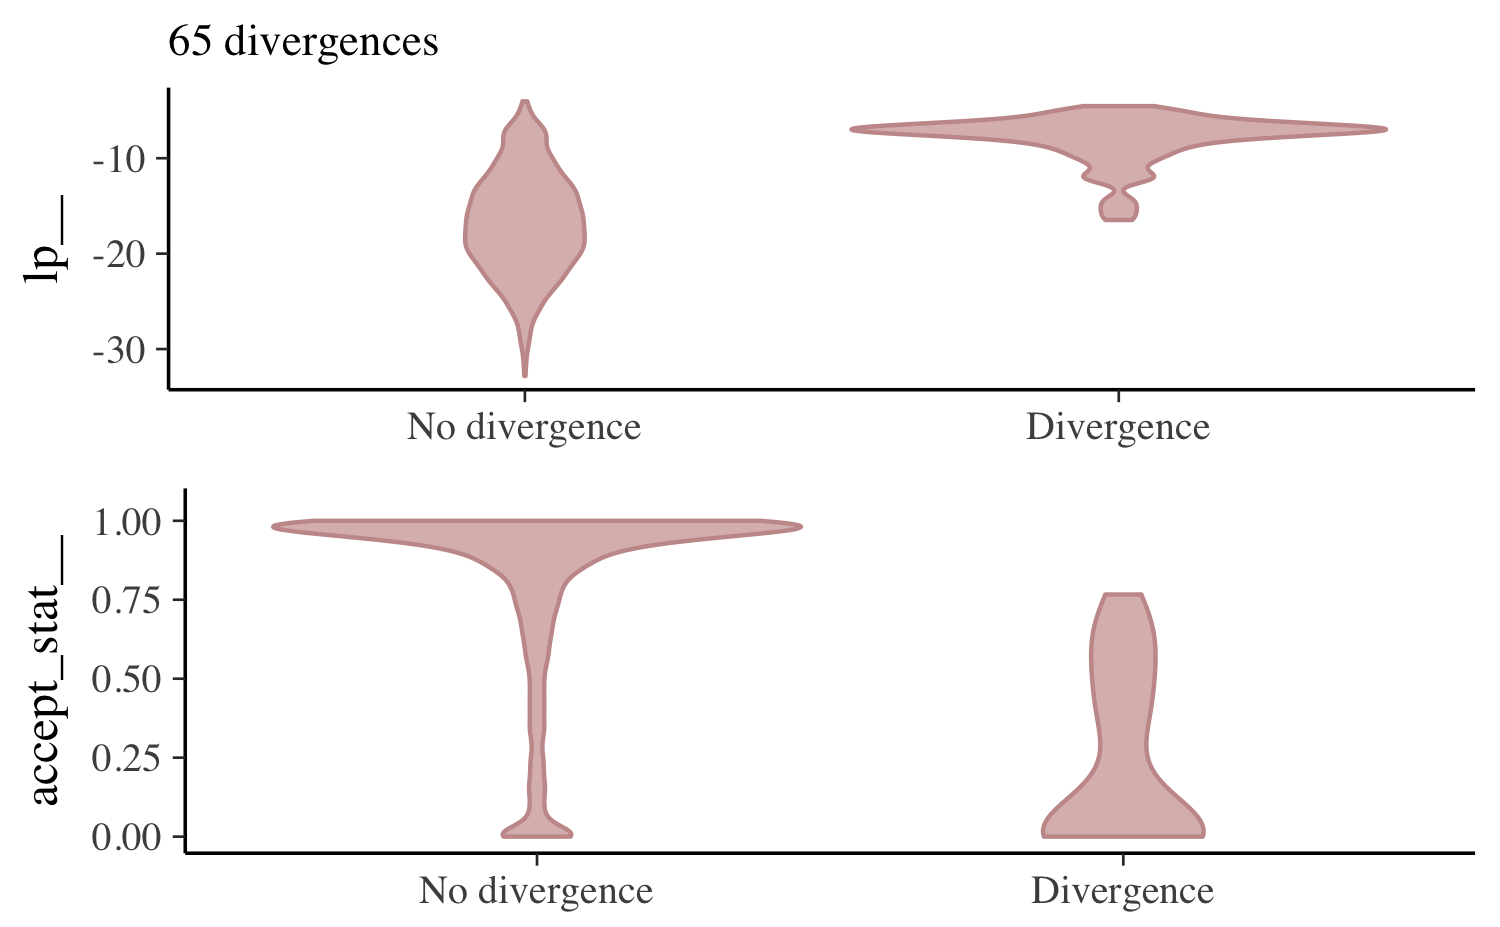 65 divergences
lp__
-10
-20
-30
No divergence
Divergence
accept_stat__
1.00
0.75
0.50
0.25
0.00
No divergence
Divergence